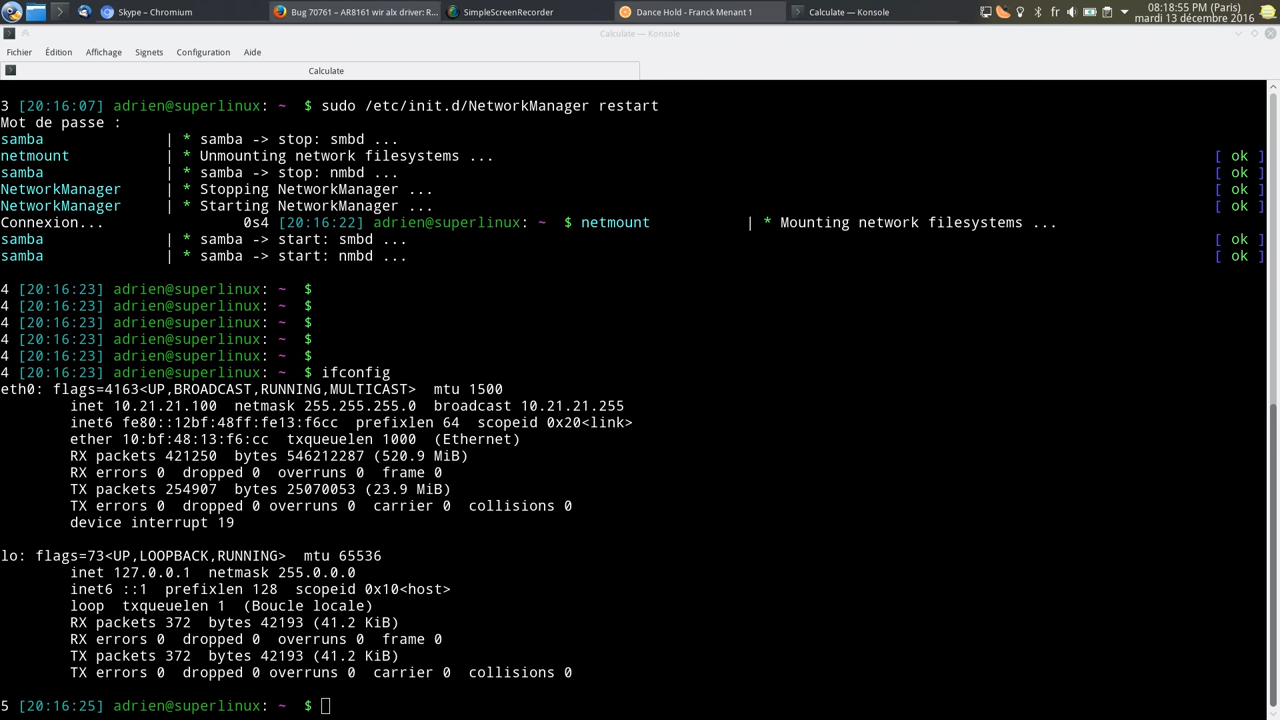 Skype – Chromium
Bug 70761 – AR8161 wir alx driver: R...
SimpleScreenRecorder
Dance Hold - Franck Menant 1
Calculate — Konsole
fr
08:18:55 PM (Paris)
mardi 13 décembre 2016
Calculate — Konsole
Fichier Édition Affichage Signets Configuration Aide
Calculate
3 [20:16:07] adrien@superlinux: ~ $ sudo /etc/init.d/NetworkManager restart
Mot de passe :
samba | * samba -> stop: smbd ...
netmount | * Unmounting network filesystems ... [ ok ]
samba | * samba -> stop: nmbd ... [ ok ]
NetworkManager | * Stopping NetworkManager ... [ ok ]
NetworkManager | * Starting NetworkManager ... [ ok ]
Connexion... 0s4 [20:16:22] adrien@superlinux: ~ $ netmount | * Mounting network filesystems ...
samba | * samba -> start: smbd ... [ ok ]
samba | * samba -> start: nmbd ... [ ok ]
4 [20:16:23] adrien@superlinux: ~ $
4 [20:16:23] adrien@superlinux: ~ $
4 [20:16:23] adrien@superlinux: ~ $
4 [20:16:23] adrien@superlinux: ~ $
4 [20:16:23] adrien@superlinux: ~ $
4 [20:16:23] adrien@superlinux: ~ $ ifconfig
eth0: flags=4163<UP,BROADCAST,RUNNING,MULTICAST> mtu 1500
inet 10.21.21.100 netmask 255.255.255.0 broadcast 10.21.21.255
inet6 fe80::12bf:48ff:fe13:f6cc prefixlen 64 scopeid 0x20<link>
ether 10:bf:48:13:f6:cc txqueuelen 1000 (Ethernet)
RX packets 421250 bytes 546212287 (520.9 MiB)
RX errors 0 dropped 0 overruns 0 frame 0
TX packets 254907 bytes 25070053 (23.9 MiB)
TX errors 0 dropped 0 overruns 0 carrier 0 collisions 0
device interrupt 19
lo: flags=73<UP,LOOPBACK,RUNNING> mtu 65536
inet 127.0.0.1 netmask 255.0.0.0
inet6 ::1 prefixlen 128 scopeid 0x10<host>
loop txqueuelen 1 (Boucle locale)
RX packets 372 bytes 42193 (41.2 KiB)
RX errors 0 dropped 0 overruns 0 frame 0
TX packets 372 bytes 42193 (41.2 KiB)
TX errors 0 dropped 0 overruns 0 carrier 0 collisions 0
5 [20:16:25] adrien@superlinux: ~ $